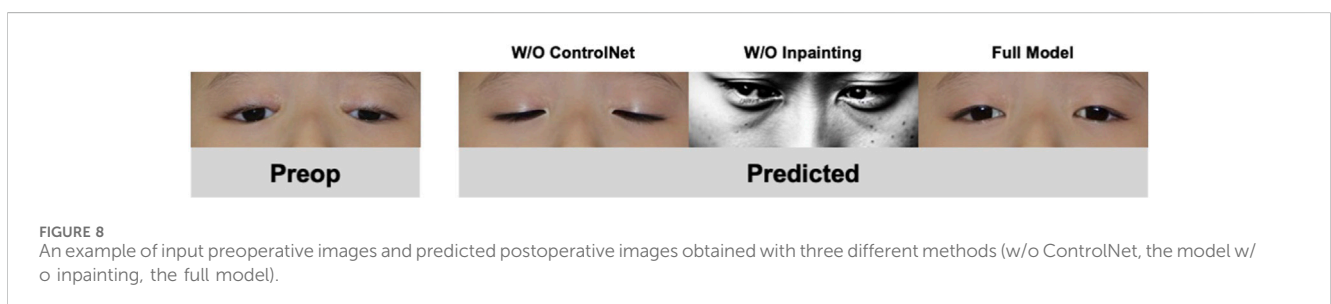 W/O ControlNet W/O Inpainting Full Model
Preop Predicted
FIGURE 8
An example of input preoperative images and predicted postoperative images obtained with three different methods (w/o ControlNet, the model w/
o inpainting, the full model).